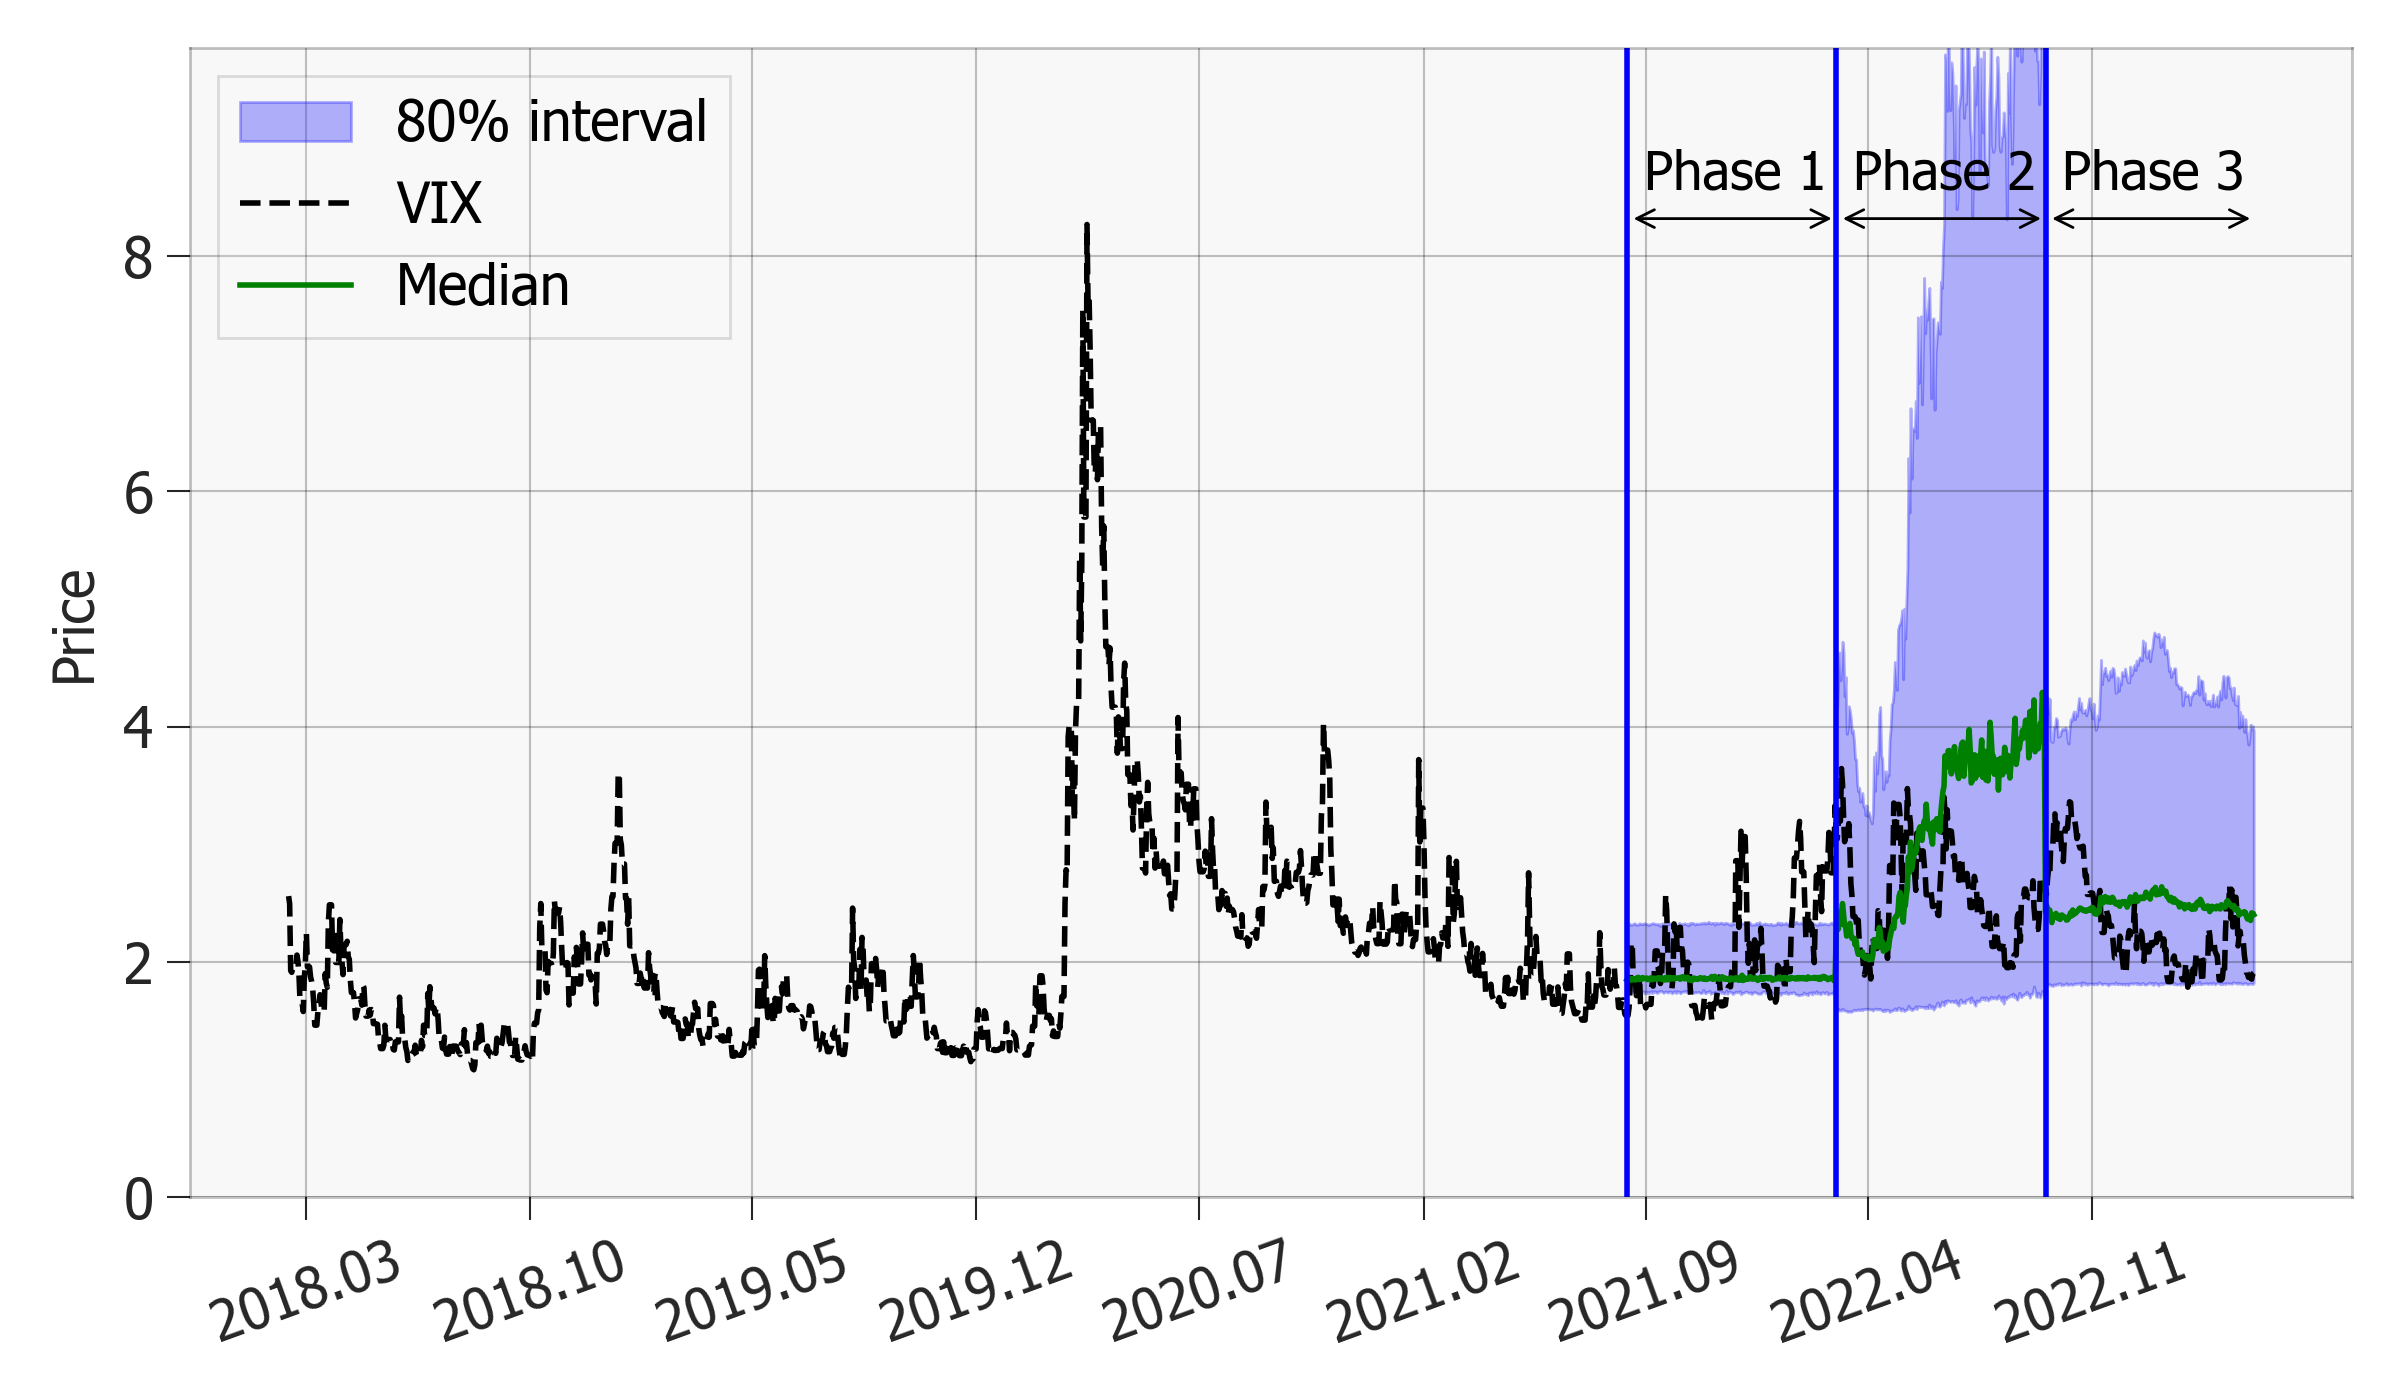 80% interval
VIX
Median
Phase 1
Phase 2
Phase 3
8
6
4
2
0
Price
2018.03
2018.10
2019.05
2019.12
2020.07
2021.02
2021.09
2022.04
2022.11